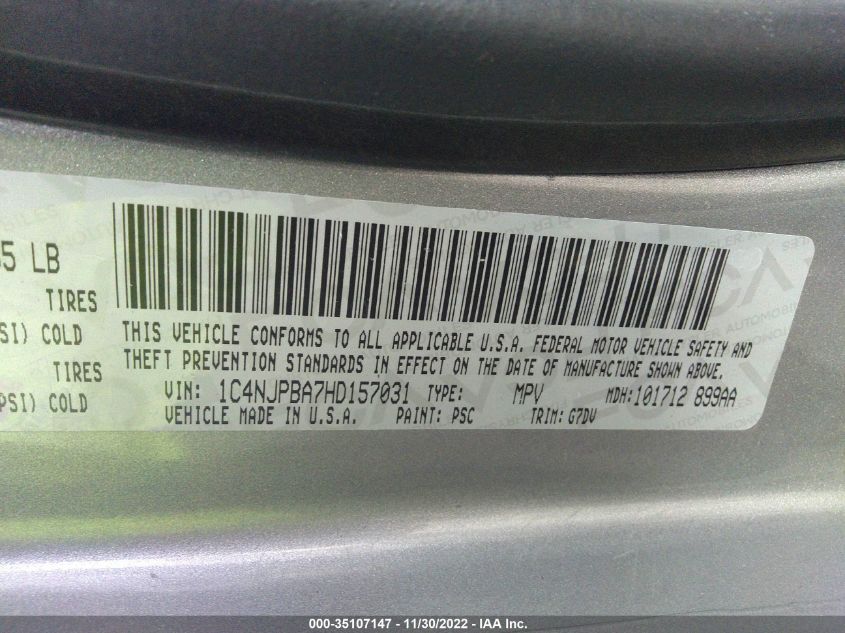 5 LB
TIRES
SI) COLD
TIRES
PSI) COLD
THIS VEHICLE CONFORMS TO ALL APPLICABLE U.S.A. FEDERAL MOTOR VEHICLE SAFETY AND
THEFT PREVENTION STANDARDS IN EFFECT ON THE DATE OF MANUFACTURE SHOWN ABOVE.
VIN: 1C4NJPBA7HD157031 TYPE: MPV MDH:101712 899AA
VEHICLE MADE IN U.S.A. PAINT: PSC TRIM: G7DV
000-35107147 - 11/30/2022 - IAA Inc.